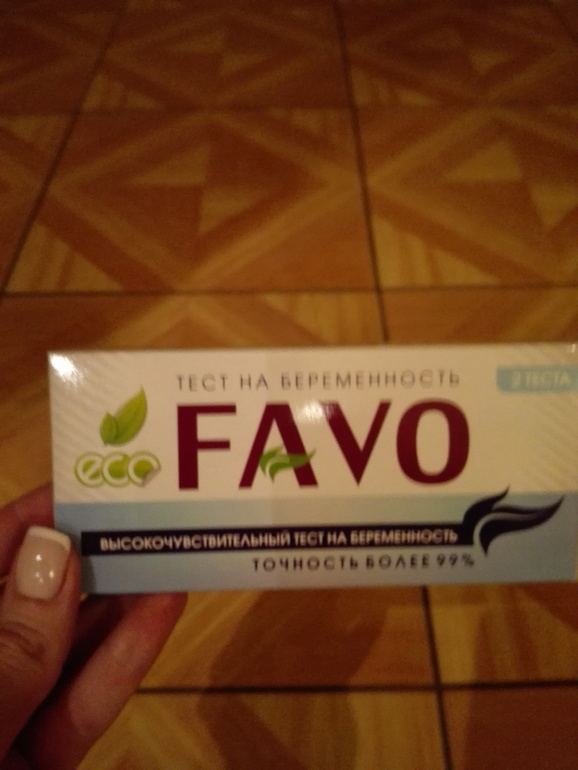 ТЕСТ НА БЕРЕМЕННОСТЬ
2 ТЕСТА
eco
FAVO
ВЫСОКОЧУВСТВИТЕЛЬНЫЙ ТЕСТ НА БЕРЕМЕННОСТЬ
ТОЧНОСТЬ БОЛЕЕ 99%